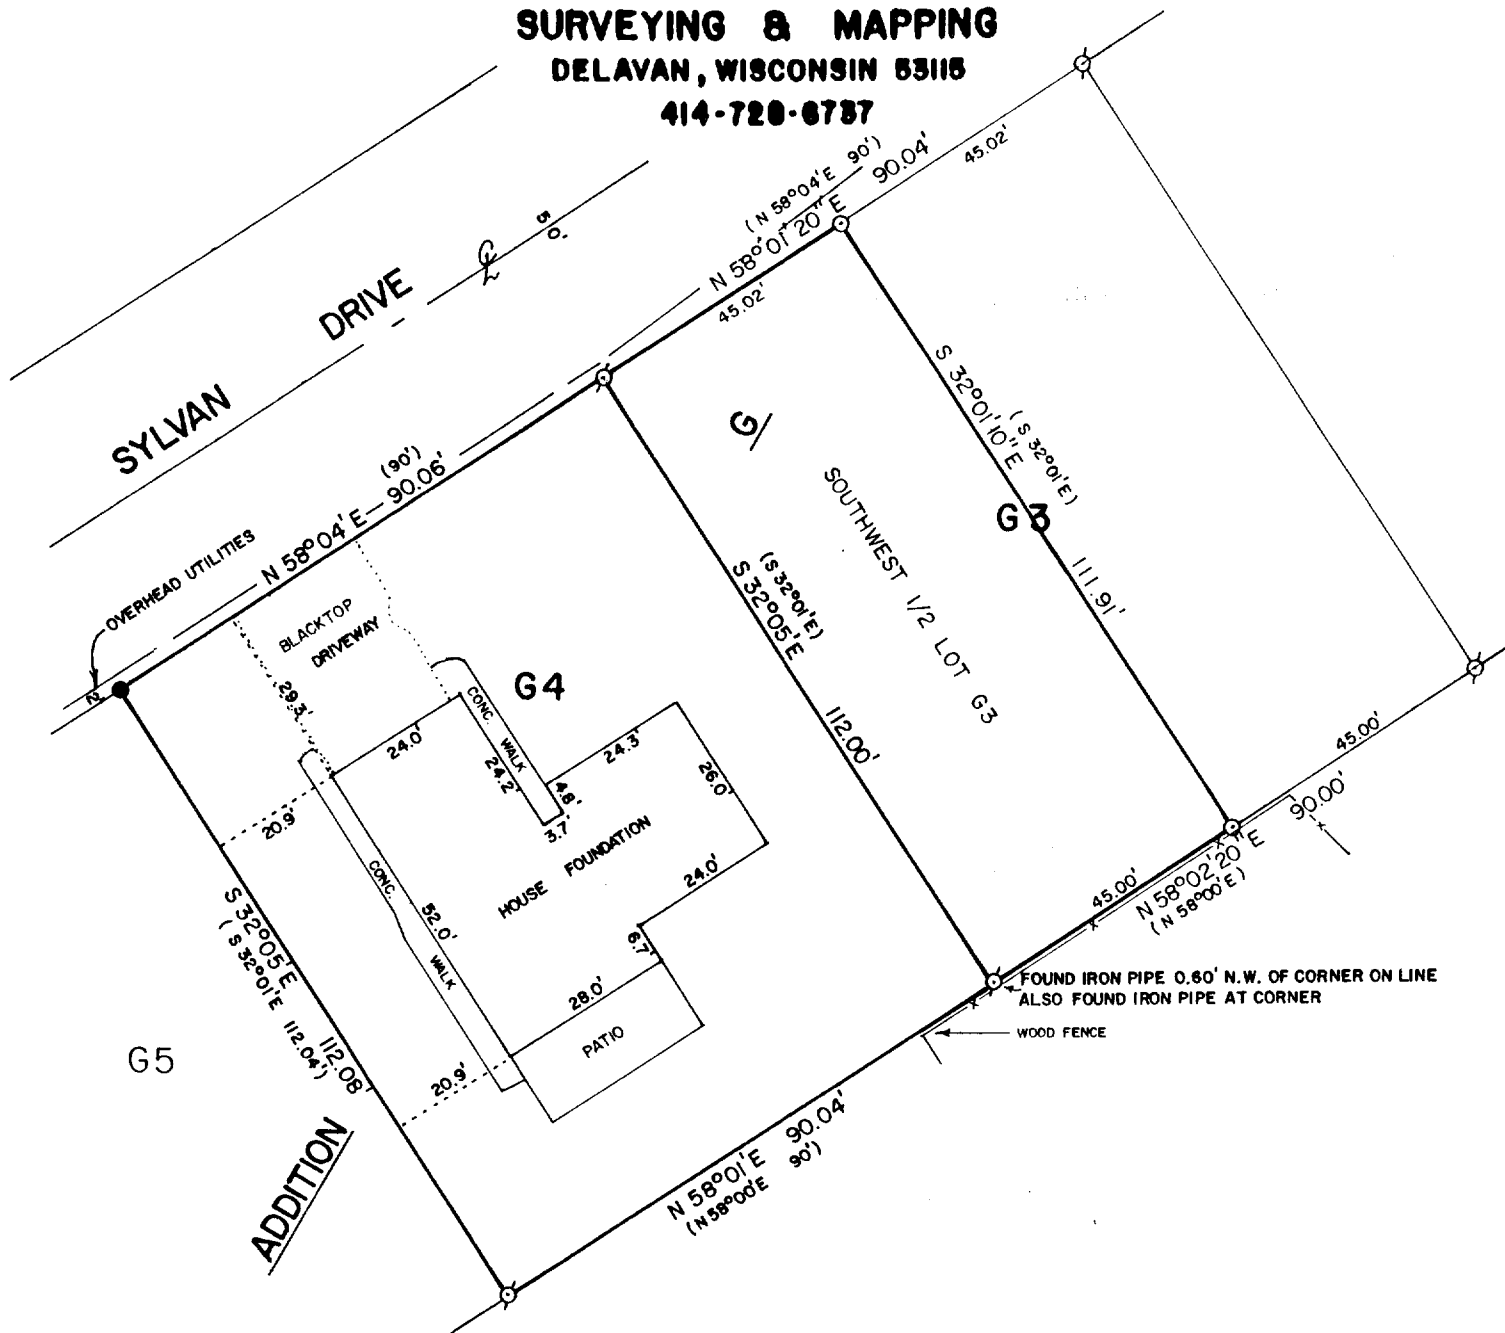 SURVEYING & MAPPING
DELAVAN, WISCONSIN 53115
414-728-6737
SYLVAN DRIVE
50'
OVERHEAD UTILITIES
2'
N 58°04'E 90.06'
(90')
(N 58°04'E 90')
N 58°01'20"E 90.04'
45.02'
45.02'
G
G3
SOUTHWEST 1/2 LOT G3
S 32°01'10"E 111.91'
(S 32°01'E)
(S 32°01'E)
S 32°05'E 112.00'
BLACKTOP
DRIVEWAY
G4
29.3'
24.0'
CONC. WALK
24.2'
24.3'
4.8'
3.7'
26.0'
20.9'
HOUSE FOUNDATION
24.0'
CONC. WALK
52.0'
6.7'
28.0'
PATIO
20.9'
S 32°05'E 112.08'
(S 32°01'E 112.04')
G5
ADDITION
N 58°01'E 90.04'
(N 58°00'E 90')
45.00'
45.00'
90.00'
N 58°02'20"E
(N 58°00'E)
FOUND IRON PIPE 0.60' N.W. OF CORNER ON LINE
ALSO FOUND IRON PIPE AT CORNER
WOOD FENCE